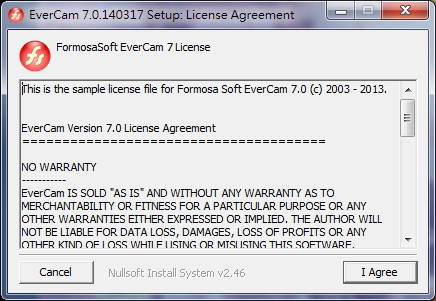 EverCam 7.0.140317 Setup: License Agreement
FormosaSoft EverCam 7 License
This is the sample license file for Formosa Soft EverCam 7.0 (c) 2003 - 2013.
EverCam Version 7.0 License Agreement
========================================
NO WARRANTY
-----------
EverCam IS SOLD "AS IS" AND WITHOUT ANY WARRANTY AS TO
MERCHANTABILITY OR FITNESS FOR A PARTICULAR PURPOSE OR ANY
OTHER WARRANTIES EITHER EXPRESSED OR IMPLIED. THE AUTHOR WILL
NOT BE LIABLE FOR DATA LOSS, DAMAGES, LOSS OF PROFITS OR ANY
OTHER KIND OF LOSS WHILE USING OR MISUSING THIS SOFTWARE.
Cancel
Nullsoft Install System v2.46
I Agree